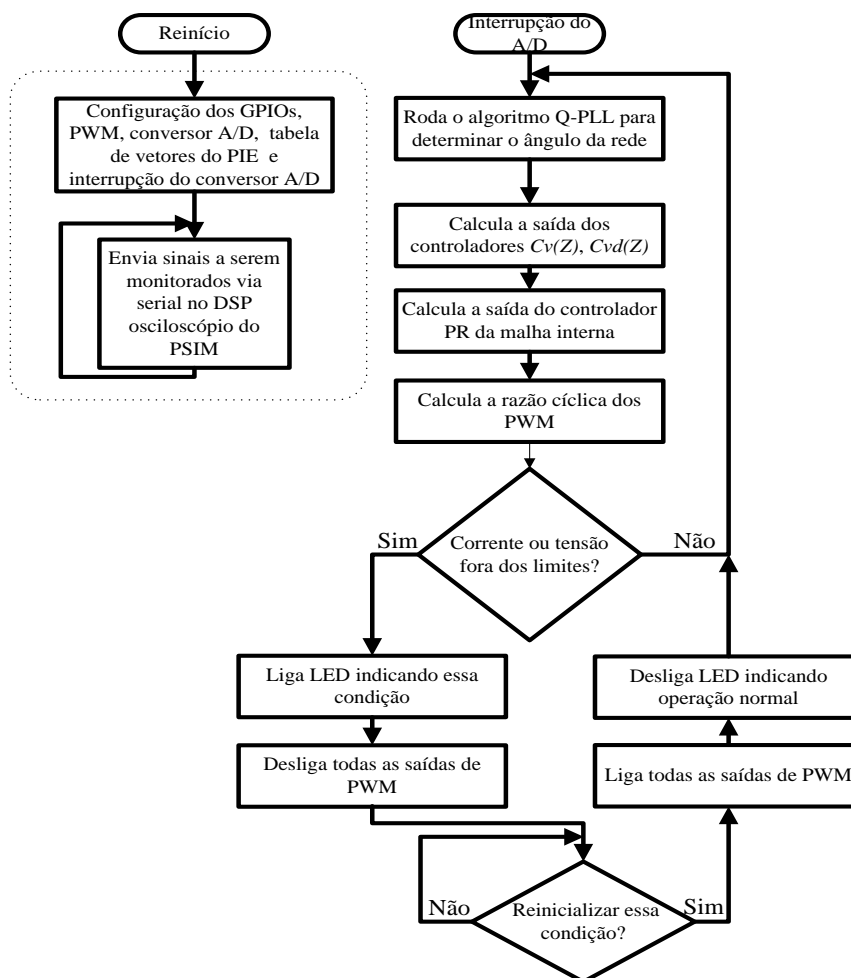 Reinício
Configuração dos GPIOs,
PWM, conversor A/D, tabela
de vetores do PIE e
interrupção do conversor A/D
Envia sinais a serem
monitorados via
serial no DSP
osciloscópio do
PSIM
Interrupção do
A/D
Roda o algoritmo Q-PLL para
determinar o ângulo da rede
Calcula a saída dos
controladores Cv(Z), Cvd(Z)
Calcula a saída do controlador
PR da malha interna
Calcula a razão cíclica dos
PWM
Corrente ou tensão
fora dos limites?
Sim
Não
Liga LED indicando essa
condição
Desliga todas as saídas de
PWM
Desliga LED indicando
operação normal
Liga todas as saídas de PWM
Reinicializar essa
condição?
Não
Sim